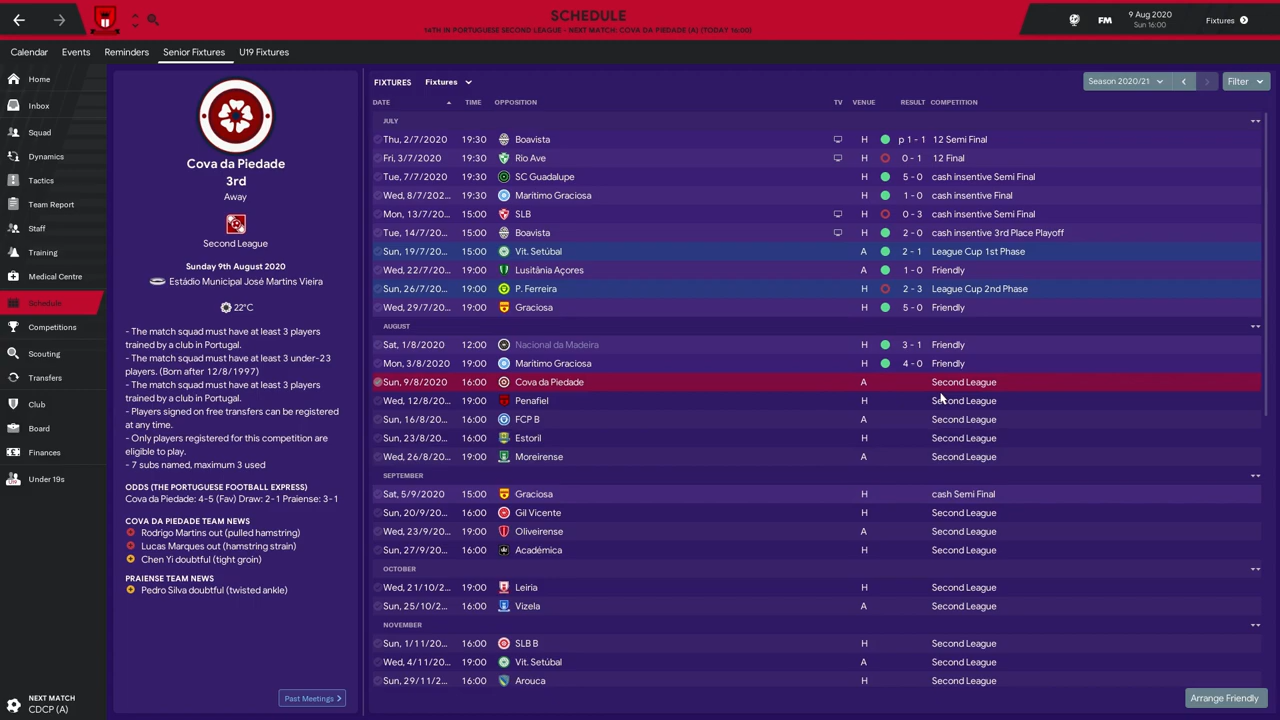 SCHEDULE
14TH IN PORTUGUESE SECOND LEAGUE - NEXT MATCH: COVA DA PIEDADE (A) (TODAY 16:00)
FM
9 Aug 2020
Sun 16:00
Fixtures
Calendar Events Reminders Senior Fixtures U19 Fixtures
Home
Inbox
Squad
Dynamics
Tactics
Team Report
Staff
Training
Medical Centre
Schedule
Competitions
Scouting
Transfers
Club
Board
Finances
Under 19s
NEXT MATCH
CDCP (A)
Cova da Piedade
3rd
Away
Second League
Sunday 9th August 2020
Estádio Municipal José Martins Vieira
22°C
- The match squad must have at least 3 players
trained by a club in Portugal.
- The match squad must have at least 3 under-23
players. (Born after 12/8/1997)
- The match squad must have at least 3 players
trained by a club in Portugal.
- Players signed on free transfers can be registered
at any time.
- Only players registered for this competition are
eligible to play.
- 7 subs named, maximum 3 used
ODDS (THE PORTUGUESE FOOTBALL EXPRESS)
Cova da Piedade: 4-5 (Fav) Draw: 2-1 Praiense: 3-1
COVA DA PIEDADE TEAM NEWS
Rodrigo Martins out (pulled hamstring)
Lucas Marques out (hamstring strain)
Chen Yi doubtful (tight groin)
PRAIENSE TEAM NEWS
Pedro Silva doubtful (twisted ankle)
Past Meetings
FIXTURES Fixtures Season 2020/21 Filter
DATE TIME OPPOSITION TV VENUE RESULT COMPETITION
JULY
Thu, 2/7/2020 19:30 Boavista H p 1 - 1 12 Semi Final
Fri, 3/7/2020 19:30 Rio Ave H 0 - 1 12 Final
Tue, 7/7/2020 19:30 SC Guadalupe H 5 - 0 cash insentive Semi Final
Wed, 8/7/202... 19:30 Marítimo Graciosa H 1 - 0 cash insentive Final
Mon, 13/7/20... 15:00 SLB H 0 - 3 cash insentive Semi Final
Tue, 14/7/20... 15:00 Boavista H 2 - 0 cash insentive 3rd Place Playoff
Sun, 19/7/20... 15:00 Vit. Setúbal A 2 - 1 League Cup 1st Phase
Wed, 22/7/20... 19:00 Lusitânia Açores A 1 - 0 Friendly
Sun, 26/7/20... 19:00 P. Ferreira H 2 - 3 League Cup 2nd Phase
Wed, 29/7/20... 19:00 Graciosa H 5 - 0 Friendly
AUGUST
Sat, 1/8/2020 12:00 Nacional da Madeira H 3 - 1 Friendly
Mon, 3/8/2020 19:00 Marítimo Graciosa H 4 - 0 Friendly
Sun, 9/8/2020 16:00 Cova da Piedade A Second League
Wed, 12/8/20... 19:00 Penafiel H Second League
Sun, 16/8/20... 16:00 FCP B A Second League
Sun, 23/8/20... 16:00 Estoril H Second League
Wed, 26/8/20... 19:00 Moreirense A Second League
SEPTEMBER
Sat, 5/9/2020 15:00 Graciosa H cash Semi Final
Sun, 20/9/20... 16:00 Gil Vicente H Second League
Wed, 23/9/20... 19:00 Oliveirense A Second League
Sun, 27/9/20... 16:00 Académica H Second League
OCTOBER
Wed, 21/10/2... 19:00 Leiria H Second League
Sun, 25/10/2... 16:00 Vizela A Second League
NOVEMBER
Sun, 1/11/20... 16:00 SLB B H Second League
Wed, 4/11/20... 19:00 Vit. Setúbal A Second League
Sun, 29/11/2... 16:00 Arouca H Second League
Arrange Friendly